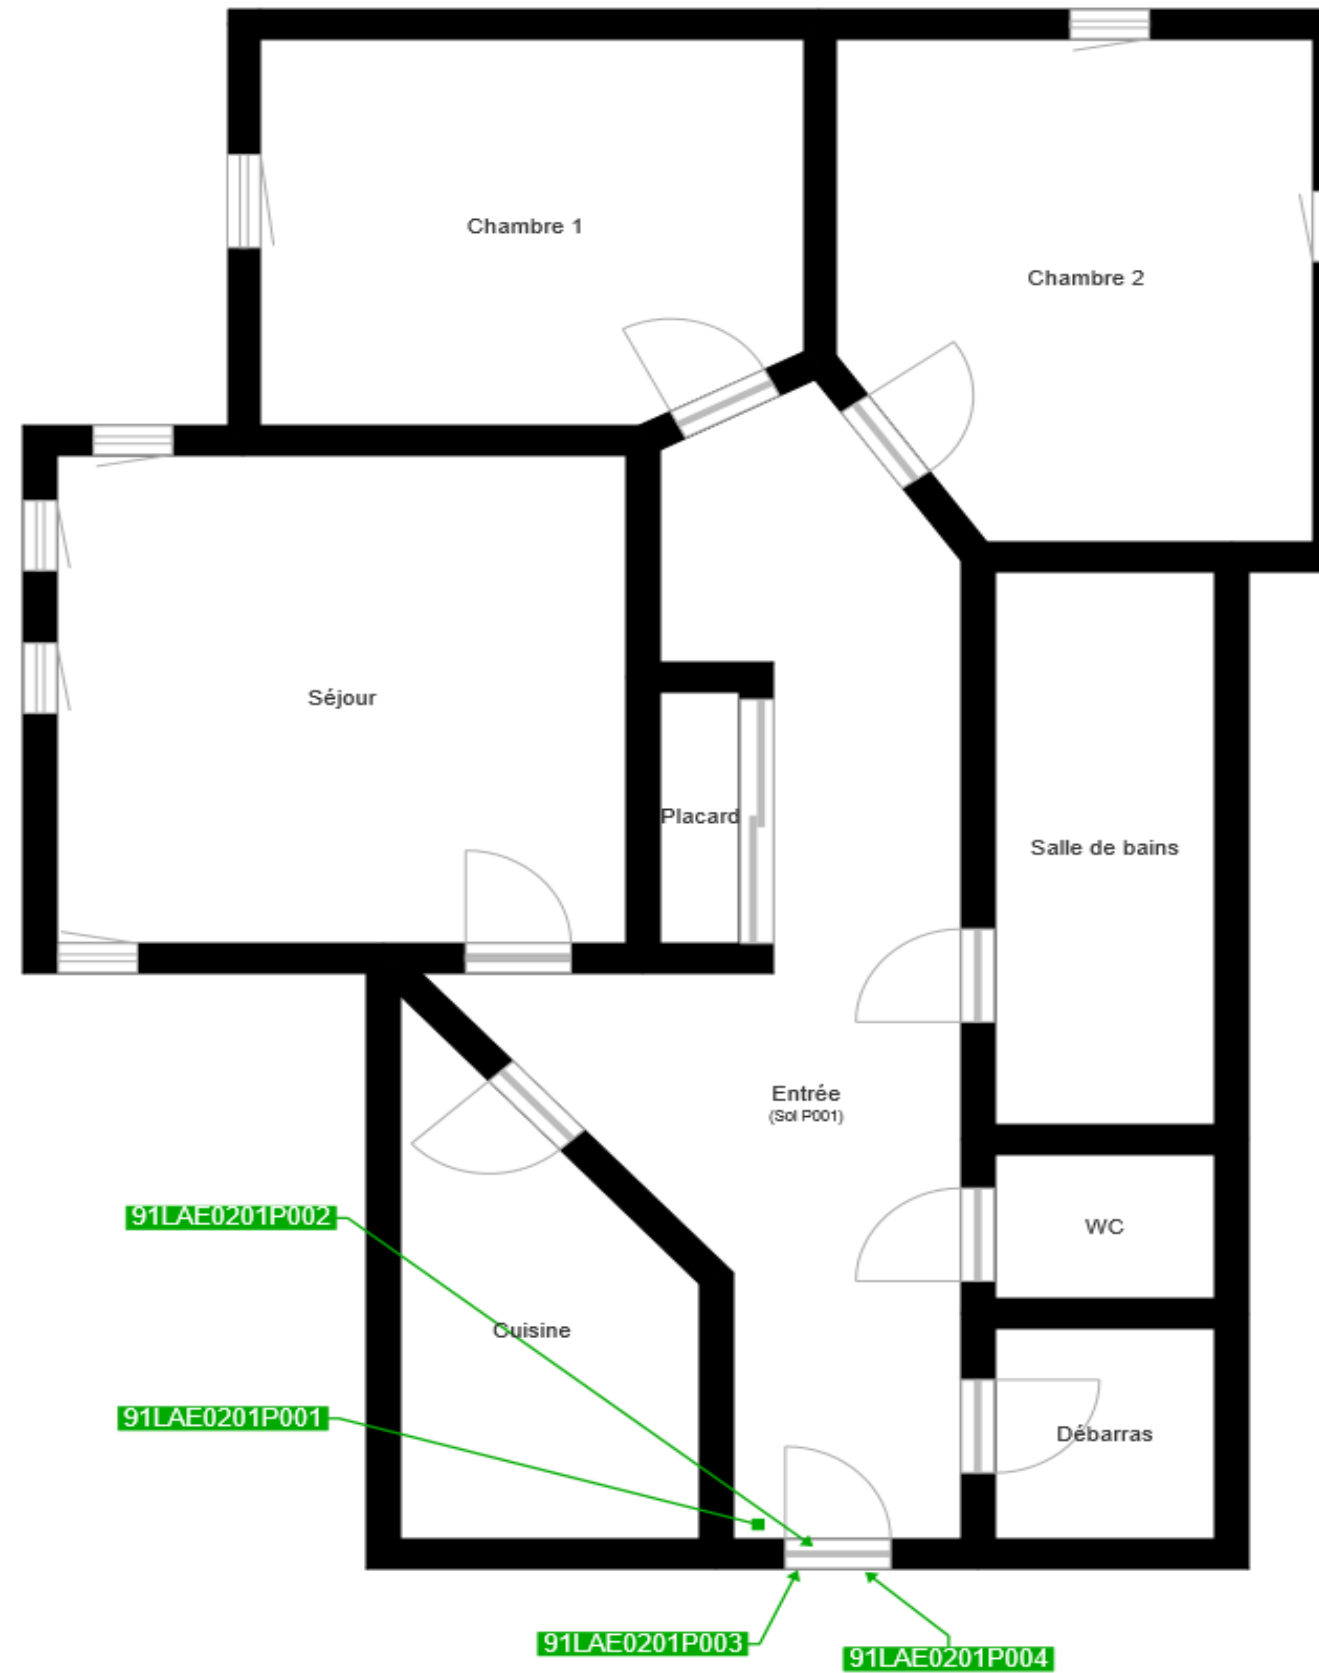 Chambre 1
Chambre 2
Séjour
Placard
Salle de bains
Entrée
(Sol P001)
91LAE0201P002
WC
Cuisine
91LAE0201P001
Débarras
91LAE0201P003
91LAE0201P004